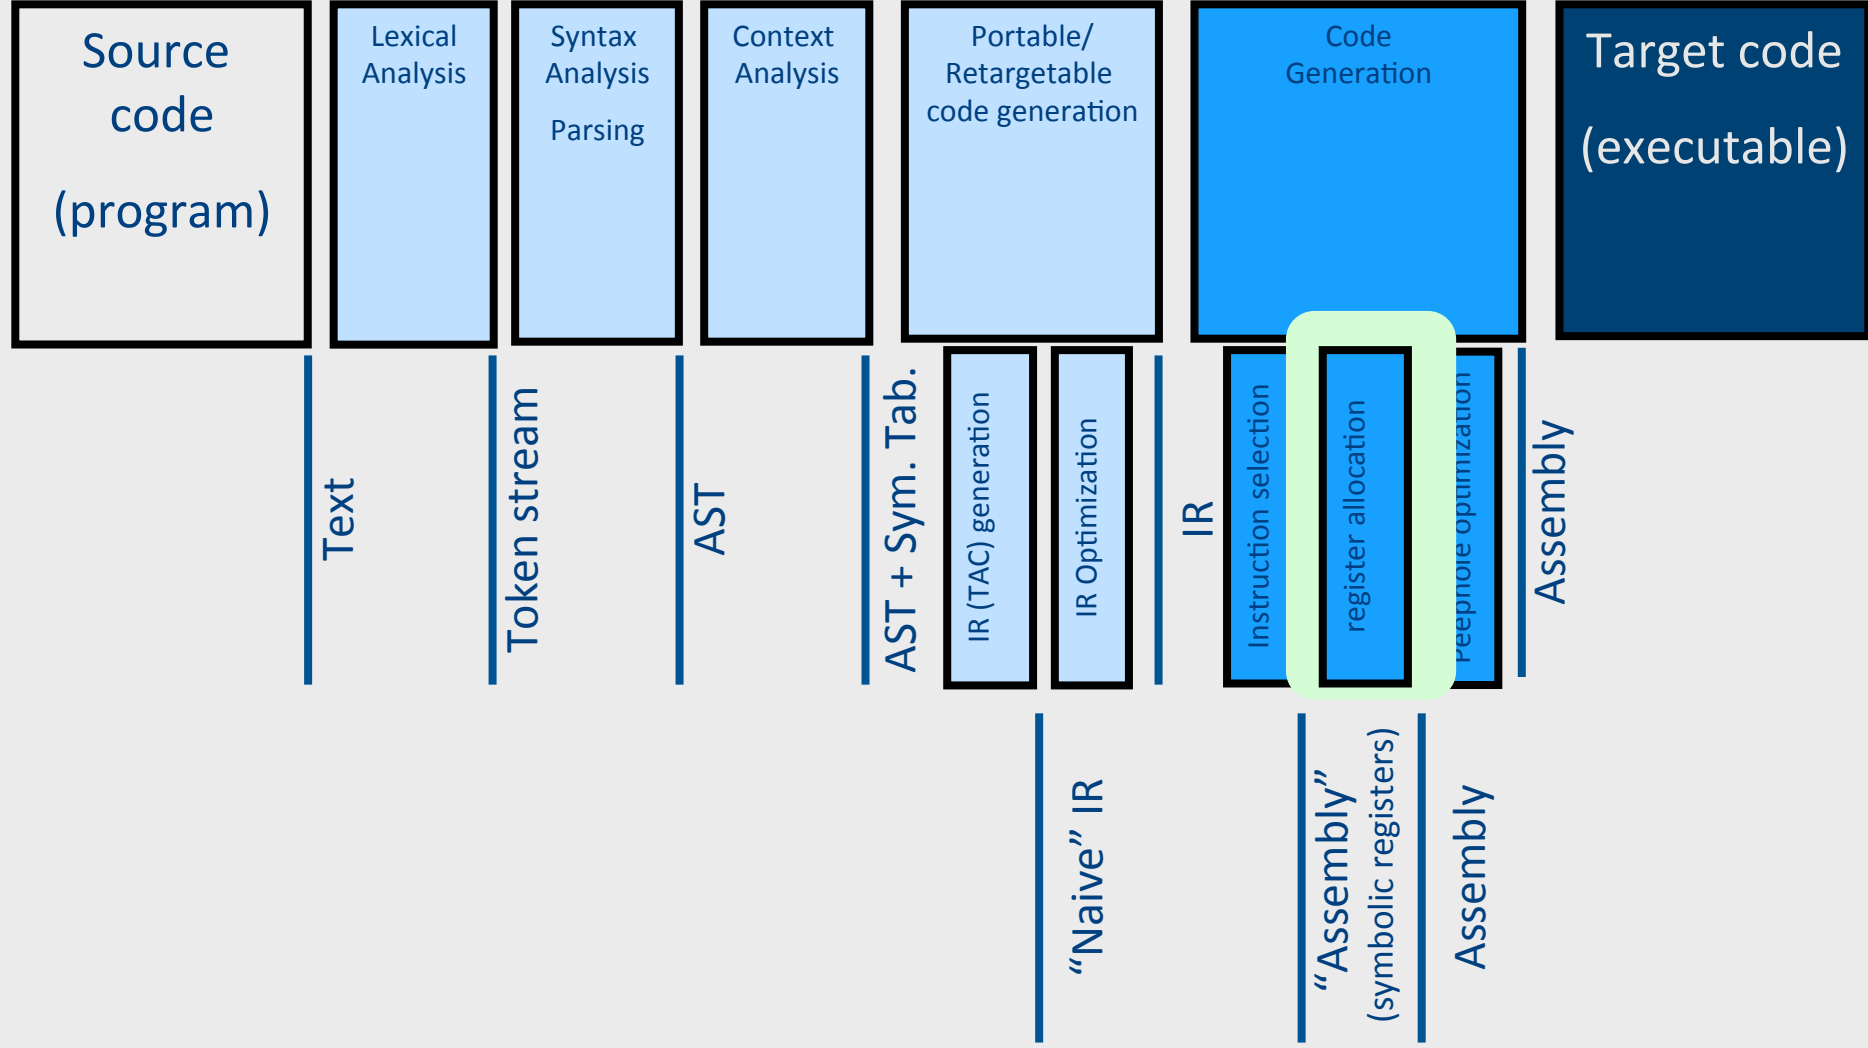 Source
code
(program)
Lexical
Analysis
Syntax
Analysis
Parsing
Context
Analysis
Portable/
Retargetable
code generation
Code
Generation
Target code
(executable)
Text
Token stream
AST
AST + Sym. Tab.
IR (TAC) generation
IR Optimization
IR
Instruction selection
register allocation
Peephole optimization
Assembly
“Naive” IR
“Assembly”
(symbolic registers)
Assembly